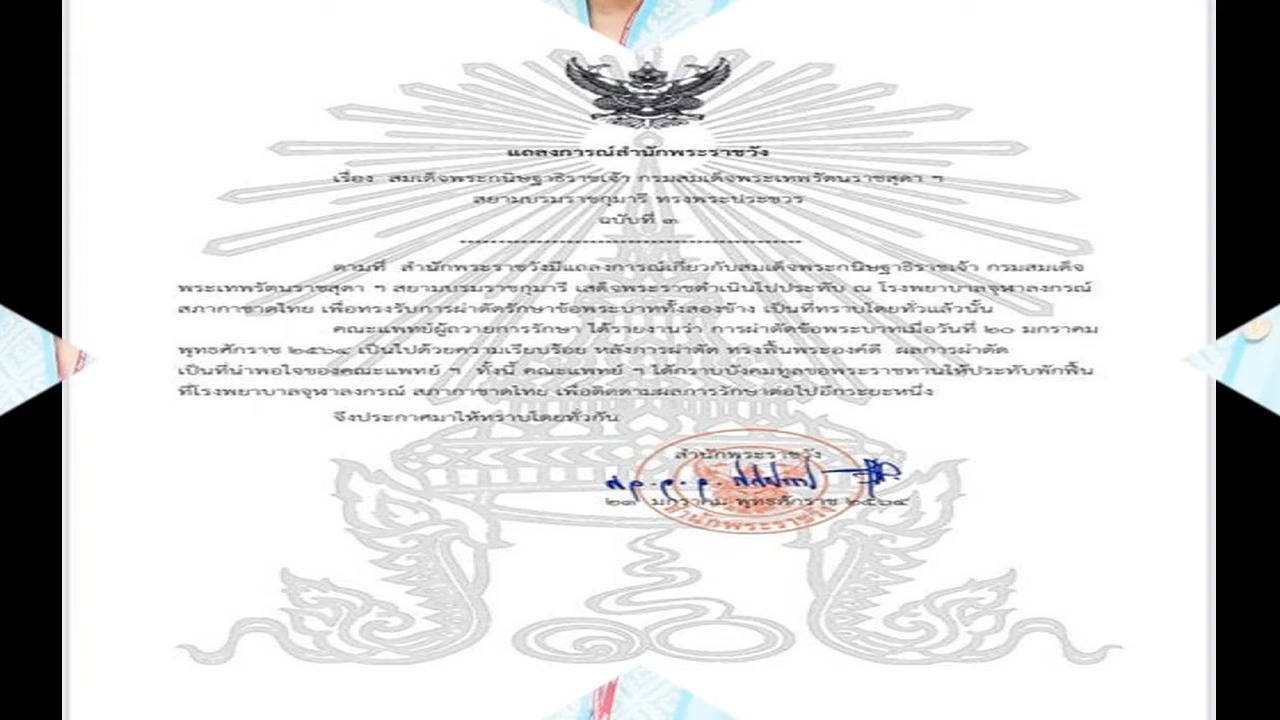 แถลงการณ์สำนักพระราชวัง
เรื่อง สมเด็จพระกนิษฐาธิราชเจ้า กรมสมเด็จพระเทพรัตนราชสุดา ฯ
สยามบรมราชกุมารี ทรงพระประชวร
ฉบับที่ ๓
ตามที่ สำนักพระราชวังมีแถลงการณ์เกี่ยวกับสมเด็จพระกนิษฐาธิราชเจ้า กรมสมเด็จ
พระเทพรัตนราชสุดา ฯ สยามบรมราชกุมารี เสด็จพระราชดำเนินไปประทับ ณ โรงพยาบาลจุฬาลงกรณ์
สภากาชาดไทย เพื่อทรงรับการผ่าตัดรักษาข้อพระบาททั้งสองข้าง เป็นที่ทราบโดยทั่วแล้วนั้น
คณะแพทย์ผู้ถวายการรักษา ได้รายงานว่า การผ่าตัดข้อพระบาทเมื่อวันที่ ๒๐ มกราคม
พุทธศักราช ๒๕๖๔ เป็นไปด้วยความเรียบร้อย หลังการผ่าตัด ทรงฟื้นพระองค์ดี ผลการผ่าตัด
เป็นที่น่าพอใจของคณะแพทย์ ฯ ทั้งนี้ คณะแพทย์ ฯ ได้กราบบังคมทูลขอพระราชทานให้ประทับพักฟื้น
ที่โรงพยาบาลจุฬาลงกรณ์ สภากาชาดไทย เพื่อติดตามผลการรักษาต่อไปอีกระยะหนึ่ง
จึงประกาศมาให้ทราบโดยทั่วกัน
สำนักพระราชวัง
มกราคม พุทธศักราช ๒๕๖๔
สำนักพระราชวัง